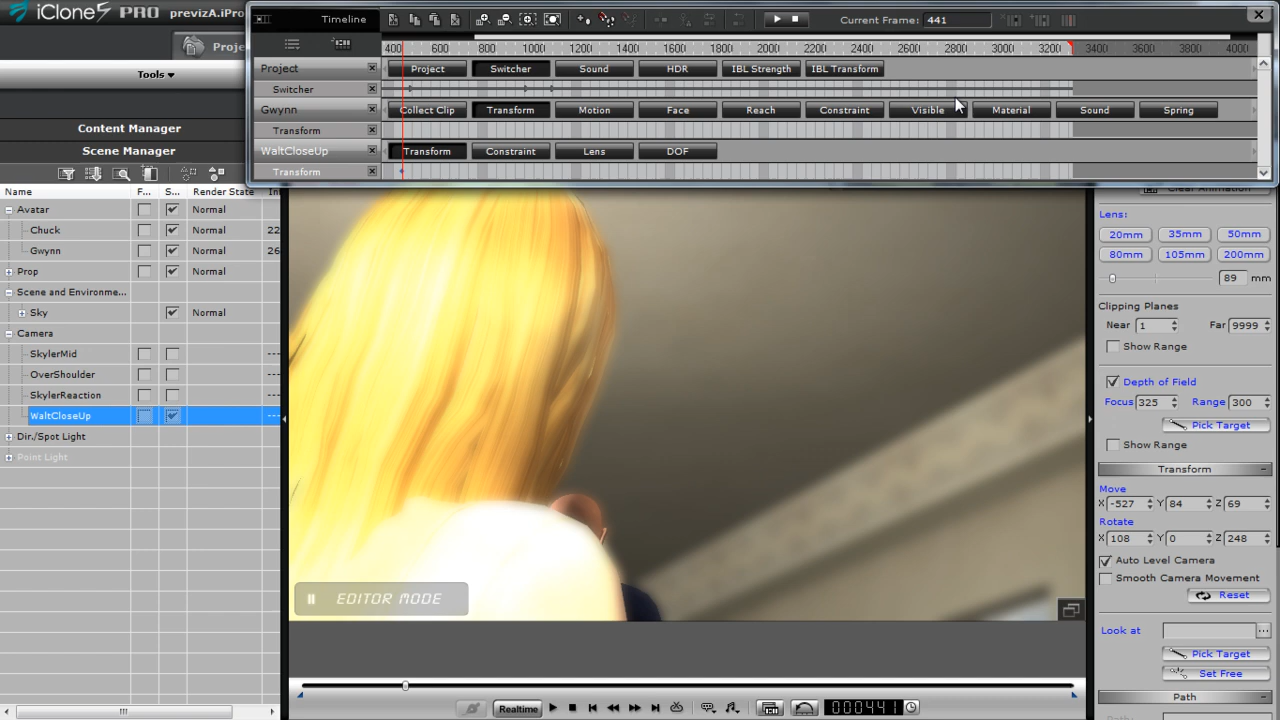 iClone5 PRO previzA.iPro
Timeline
Current Frame: 441
400 600 800 1000 1200 1400 1600 1800 2000 2200 2400 2600 2800 3000 3200 3400 3600 3800 4000
Project Project Switcher Sound HDR IBL Strength IBL Transform
Switcher
Gwynn Collect Clip Transform Motion Face Reach Constraint Visible Material Sound Spring
Transform
WaltCloseUp Transform Constraint Lens DOF
Transform
Proje
Tools
Content Manager
Scene Manager
Name F... S... Render State In
Avatar Normal
Chuck Normal 22
Gwynn Normal 26
Prop Normal
Scene and Environme...
Sky Normal
Camera
SkylerMid ---
OverShoulder ---
SkylerReaction ---
WaltCloseUp ---
Dir./Spot Light
Point Light
EDITOR MODE
Realtime
000441
Clear Animation
Lens:
20mm 35mm 50mm
80mm 105mm 200mm
89 mm
Clipping Planes
Near 1 Far 9999
Show Range
Depth of Field
Focus 325 Range 300
Pick Target
Show Range
Transform
Move
X -527 Y 84 Z 69
Rotate
X 108 Y 0 Z 248
Auto Level Camera
Smooth Camera Movement
Reset
Look at
Pick Target
Set Free
Path